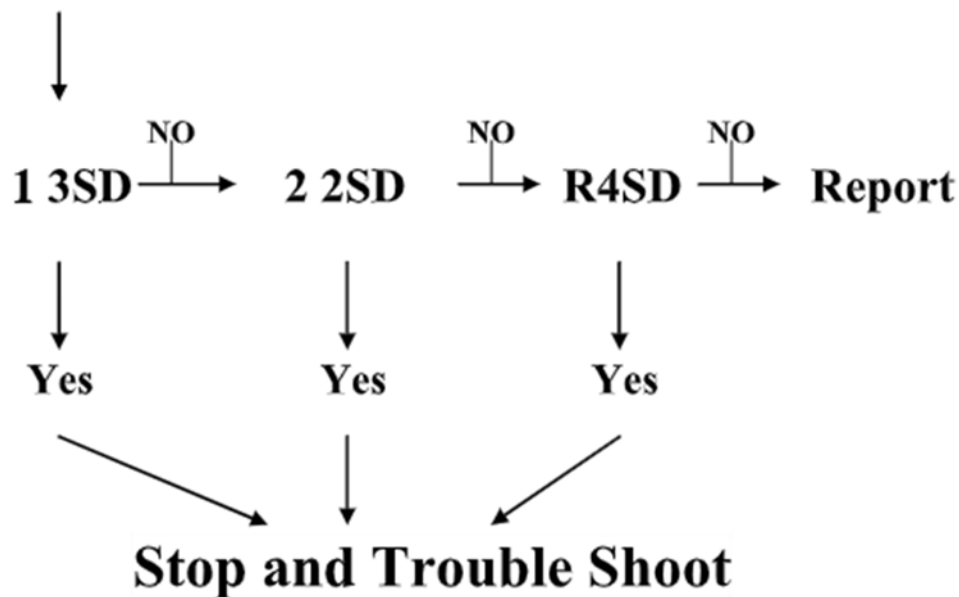 NO NO NO
1 3SD 2 2SD R4SD Report
Yes Yes Yes
Stop and Trouble Shoot